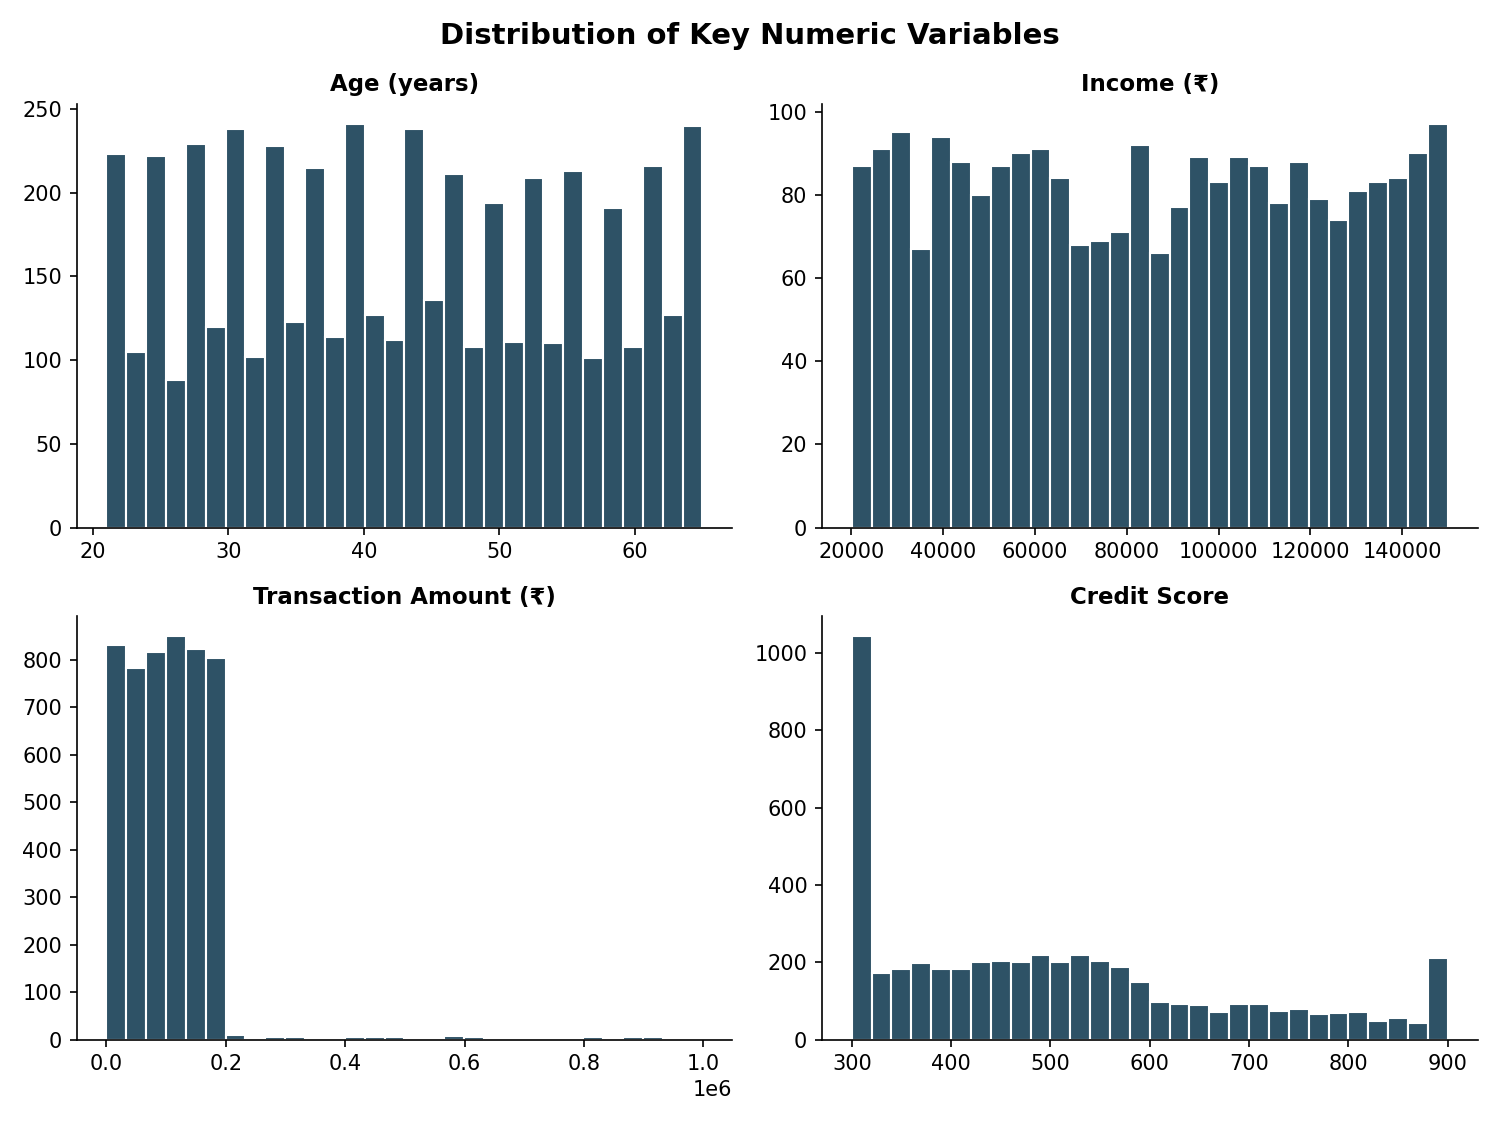 Distribution of Key Numeric Variables
Age (years)
250
200
150
100
50
0
20 30 40 50 60
Income (₹)
100
80
60
40
20
0
20000 40000 60000 80000 100000 120000 140000
Transaction Amount (₹)
800
700
600
500
400
300
200
100
0
0.0 0.2 0.4 0.6 0.8 1.0
1e6
Credit Score
1000
800
600
400
200
0
300 400 500 600 700 800 900